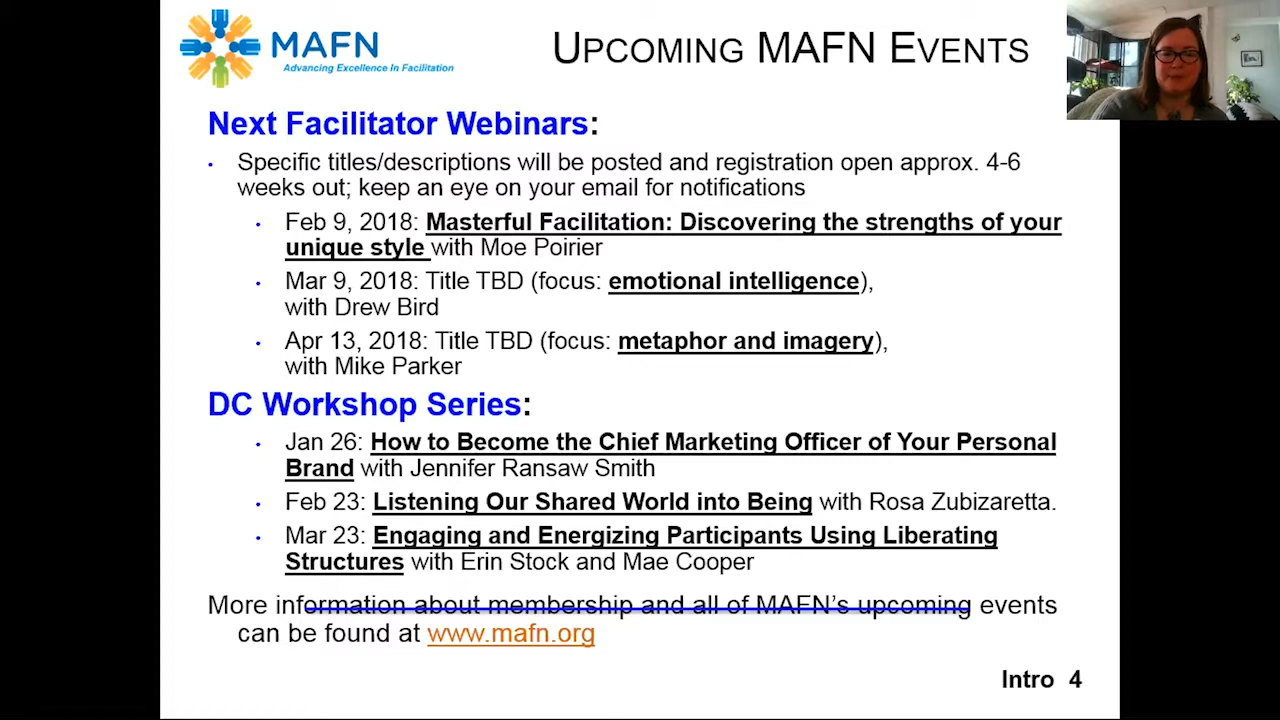 MAFN
Advancing Excellence In Facilitation
UPCOMING MAFN EVENTS
Next Facilitator Webinars:
• Specific titles/descriptions will be posted and registration open approx. 4-6
weeks out; keep an eye on your email for notifications
• Feb 9, 2018: Masterful Facilitation: Discovering the strengths of your
unique style with Moe Poirier
• Mar 9, 2018: Title TBD (focus: emotional intelligence),
with Drew Bird
• Apr 13, 2018: Title TBD (focus: metaphor and imagery),
with Mike Parker
DC Workshop Series:
• Jan 26: How to Become the Chief Marketing Officer of Your Personal
Brand with Jennifer Ransaw Smith
• Feb 23: Listening Our Shared World into Being with Rosa Zubizarretta.
• Mar 23: Engaging and Energizing Participants Using Liberating
Structures with Erin Stock and Mae Cooper
More information about membership and all of MAFN's upcoming events
can be found at www.mafn.org
Intro 4